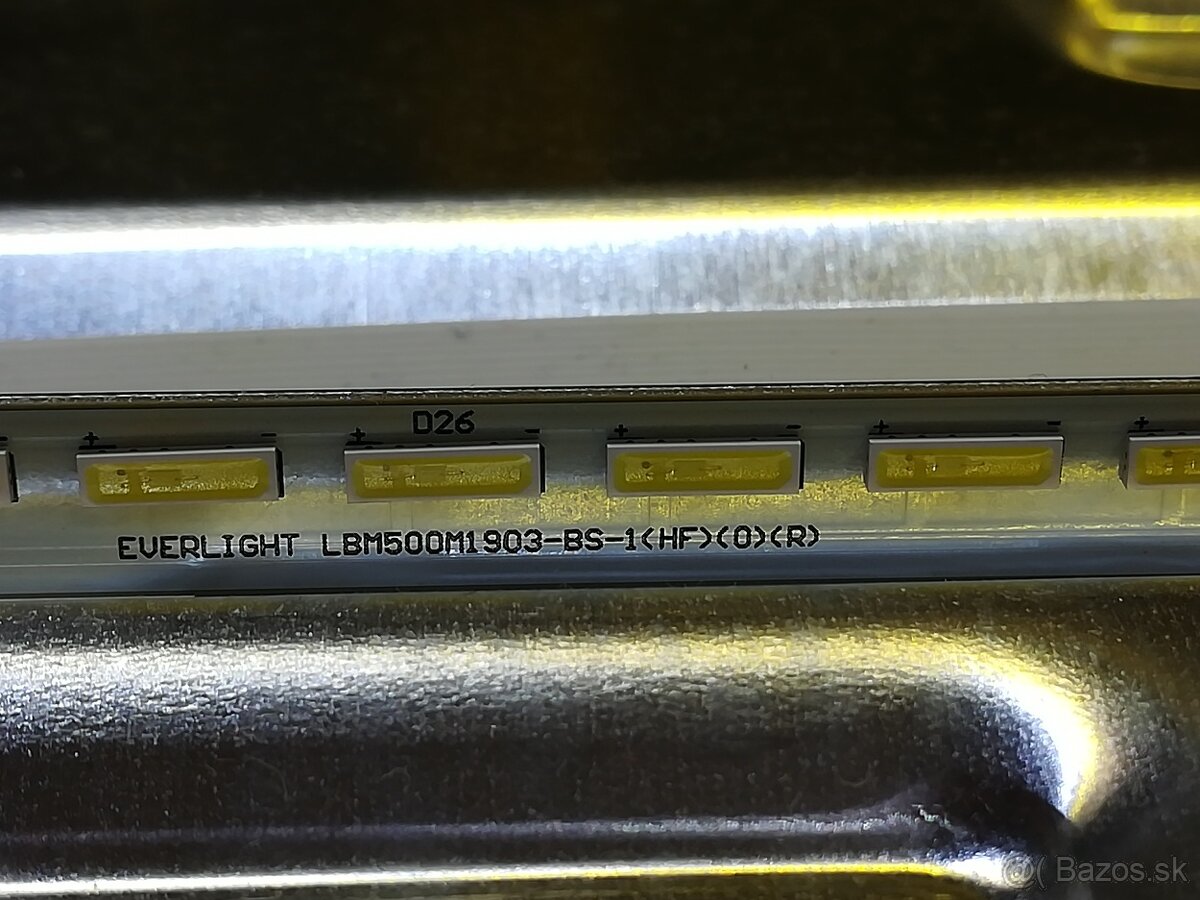 D26
+ - + - + - + - +
EVERLIGHT LBM500M1903-BS-1(HF)(0)(R)
@( Bazos.sk